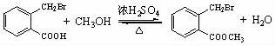 CH₂Br
COOH
+ CH₃OH
浓H₂SO₄
△
CH₂Br
COOCH₃
+ H₂O